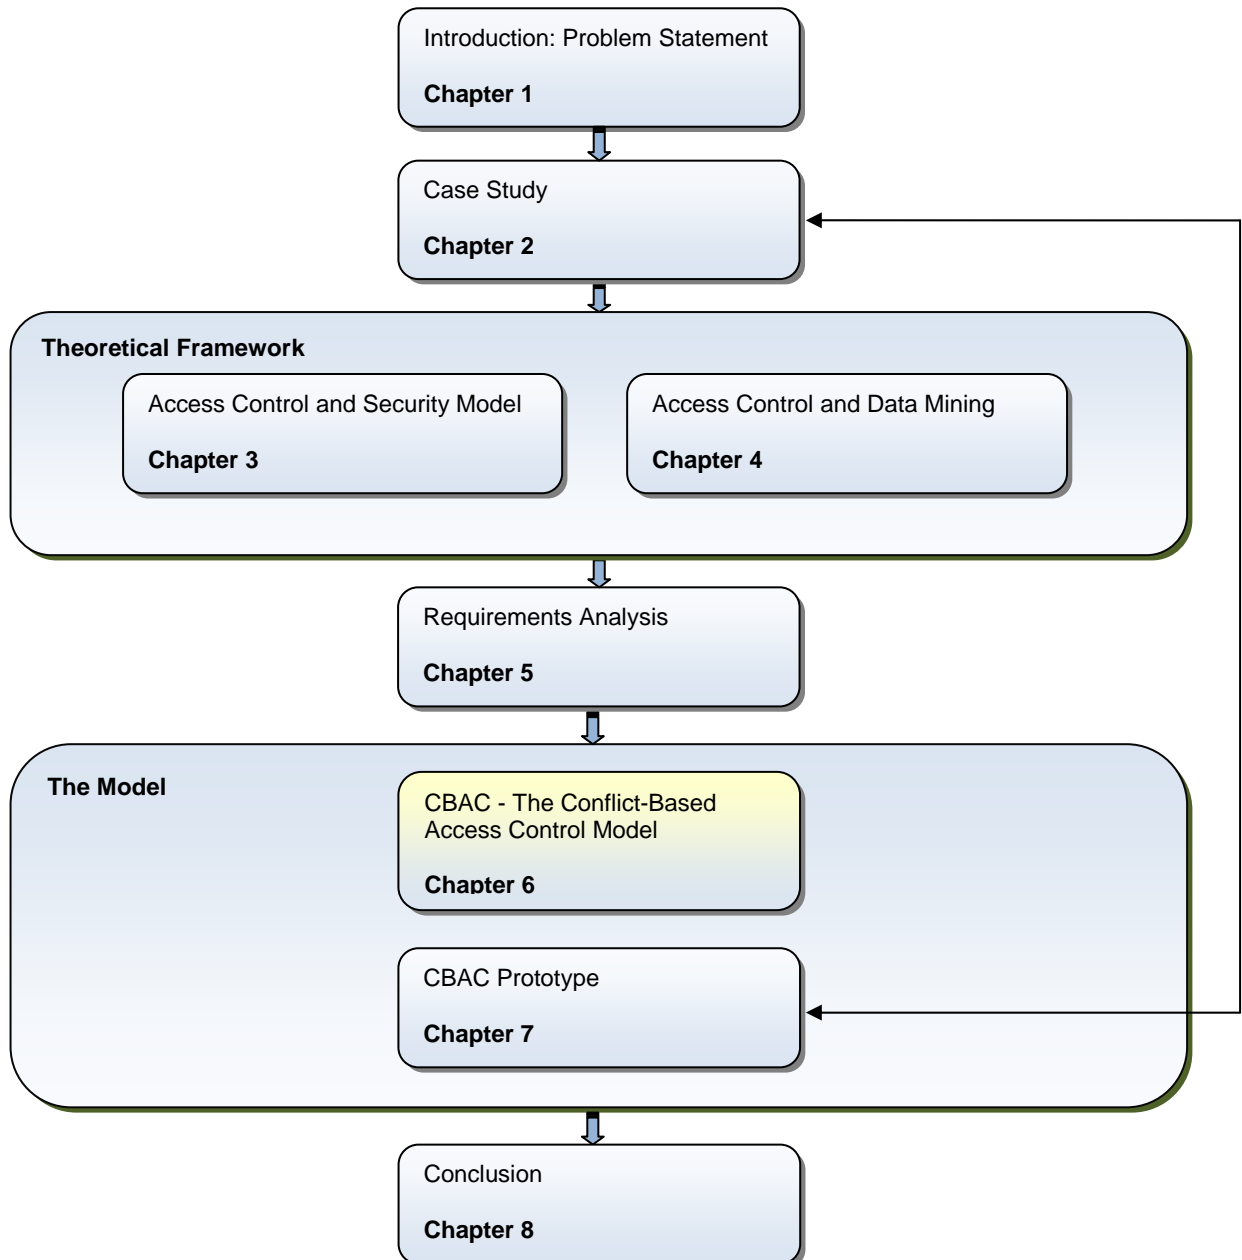 Introduction: Problem Statement
Chapter 1
Case Study
Chapter 2
Theoretical Framework
Access Control and Security Model
Chapter 3
Access Control and Data Mining
Chapter 4
Requirements Analysis
Chapter 5
The Model
CBAC - The Conflict-Based
Access Control Model
Chapter 6
CBAC Prototype
Chapter 7
Conclusion
Chapter 8